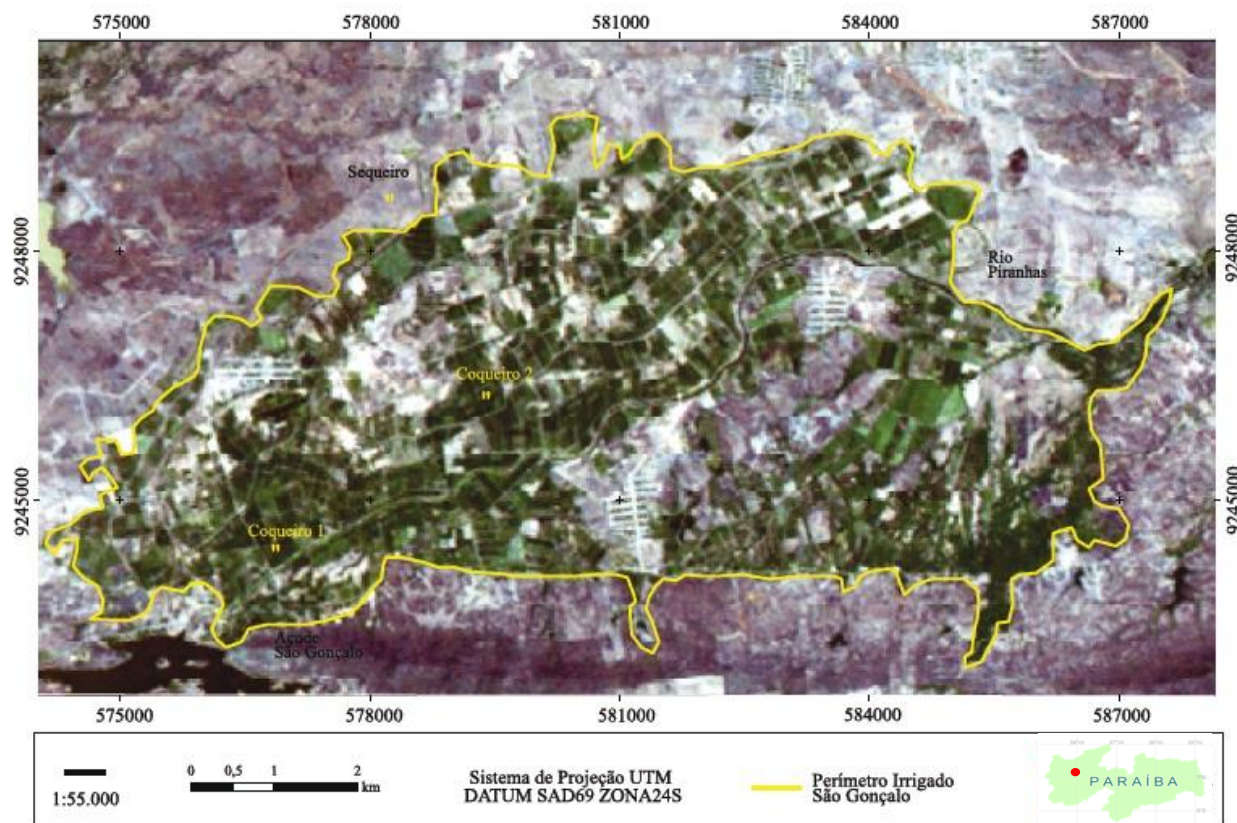 575000 578000 581000 584000 587000
Sequeiro
9248000
9248000
Rio
Piranhas
Coqueiro 2
9245000
9245000
Coqueiro 1
Açude
São Gonçalo
575000 578000 581000 584000 587000
1:55.000
0 0,5 1 2
km
Sistema de Projeção UTM
DATUM SAD69 ZONA24S
Perímetro Irrigado
São Gonçalo
PARAÍBA